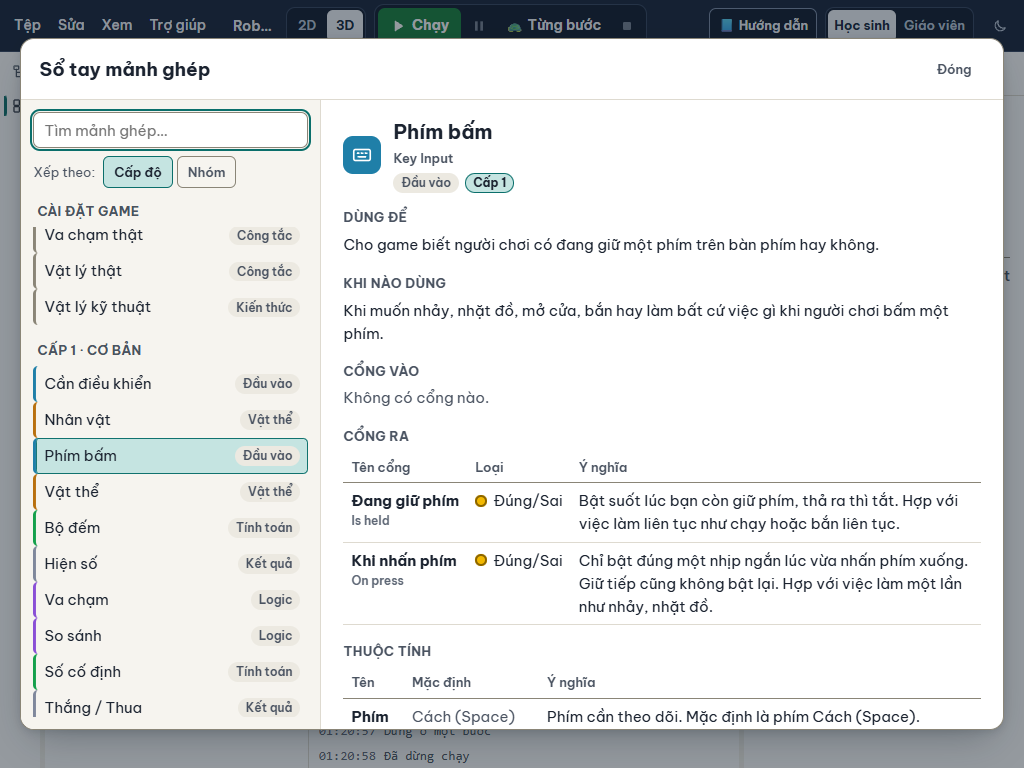 Tệp Sửa Xem Trợ giúp Rob... 2D 3D Chạy Từng bước Hướng dẫn Học sinh Giáo viên
Sổ tay mảnh ghép
Đóng
Tìm mảnh ghép...
Xếp theo: Cấp độ Nhóm
CÀI ĐẶT GAME
Va chạm thật Công tắc
Vật lý thật Công tắc
Vật lý kỹ thuật Kiến thức
CẤP 1 · CƠ BẢN
Cần điều khiển Đầu vào
Nhân vật Vật thể
Phím bấm Đầu vào
Vật thể Vật thể
Bộ đếm Tính toán
Hiện số Kết quả
Va chạm Logic
So sánh Logic
Số cố định Tính toán
Thắng / Thua Kết quả
Phím bấm
Key Input
Đầu vào Cấp 1
DÙNG ĐỂ
Cho game biết người chơi có đang giữ một phím trên bàn phím hay không.
KHI NÀO DÙNG
Khi muốn nhảy, nhặt đồ, mở cửa, bắn hay làm bất cứ việc gì khi người chơi bấm một
phím.
CỔNG VÀO
Không có cổng nào.
CỔNG RA
Tên cổng Loại Ý nghĩa
Đang giữ phím Đúng/Sai Bật suốt lúc bạn còn giữ phím, thả ra thì tắt. Hợp với
Is held việc làm liên tục như chạy hoặc bắn liên tục.
Khi nhấn phím Đúng/Sai Chỉ bật đúng một nhịp ngắn lúc vừa nhấn phím xuống.
On press Giữ tiếp cũng không bật lại. Hợp với việc làm một lần
như nhảy, nhặt đồ.
THUỘC TÍNH
Tên Mặc định Ý nghĩa
Phím Cách (Space) Phím cần theo dõi. Mặc định là phím Cách (Space).
01:20:57 Dừng ở một bước
01:20:58 Đã dừng chạy